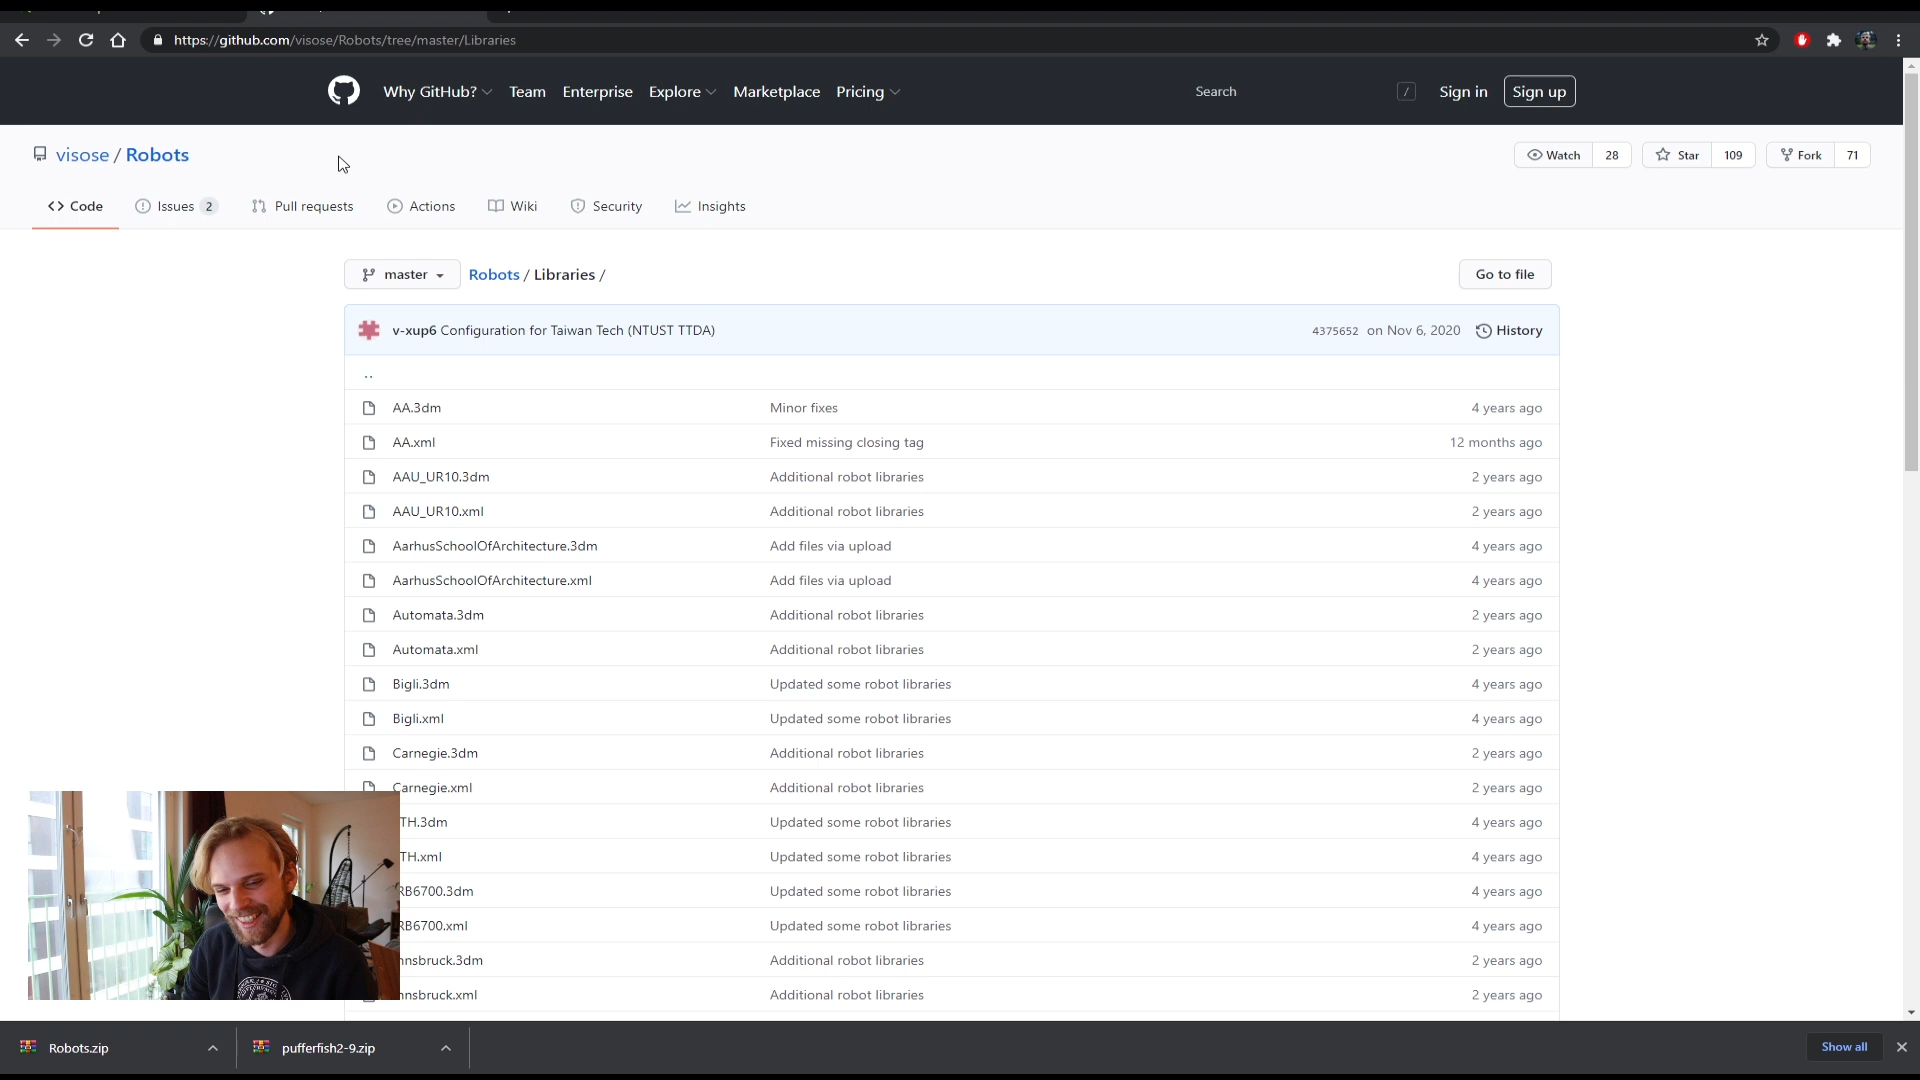 https://github.com/visose/Robots/tree/master/Libraries
Why GitHub? Team Enterprise Explore Marketplace Pricing Search / Sign in Sign up
visose / Robots Watch 28 Star 109 Fork 71
Code Issues 2 Pull requests Actions Wiki Security Insights
master Robots / Libraries / Go to file
v-xup6 Configuration for Taiwan Tech (NTUST TTDA) 4375652 on Nov 6, 2020 History
..
AA.3dm Minor fixes 4 years ago
AA.xml Fixed missing closing tag 12 months ago
AAU_UR10.3dm Additional robot libraries 2 years ago
AAU_UR10.xml Additional robot libraries 2 years ago
AarhusSchoolOfArchitecture.3dm Add files via upload 4 years ago
AarhusSchoolOfArchitecture.xml Add files via upload 4 years ago
Automata.3dm Additional robot libraries 2 years ago
Automata.xml Additional robot libraries 2 years ago
Bigli.3dm Updated some robot libraries 4 years ago
Bigli.xml Updated some robot libraries 4 years ago
Carnegie.3dm Additional robot libraries 2 years ago
Carnegie.xml Additional robot libraries 2 years ago
TH.3dm Updated some robot libraries 4 years ago
TH.xml Updated some robot libraries 4 years ago
RB6700.3dm Updated some robot libraries 4 years ago
RB6700.xml Updated some robot libraries 4 years ago
nnsbruck.3dm Additional robot libraries 2 years ago
nnsbruck.xml Additional robot libraries 2 years ago
Robots.zip pufferfish2-9.zip Show all